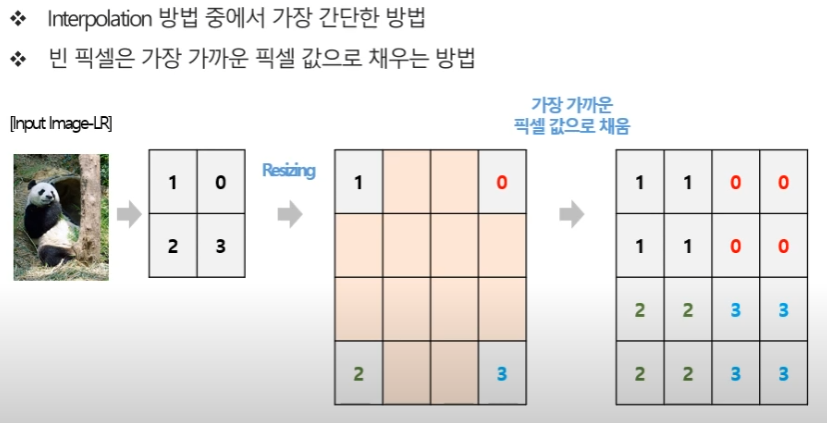 ❖ Interpolation 방법 중에서 가장 간단한 방법
❖ 빈 픽셀은 가장 가까운 픽셀 값으로 채우는 방법
가장 가까운
픽셀 값으로 채움
[Input Image-LR]
Resizing
1 0
2 3
1 0
2 3
1 1 0 0
1 1 0 0
2 2 3 3
2 2 3 3